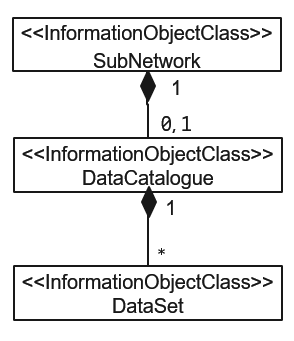 <<InformationObjectClass>>
SubNetwork
1
0,1
<<InformationObjectClass>>
DataCatalogue
1
*
<<InformationObjectClass>>
DataSet